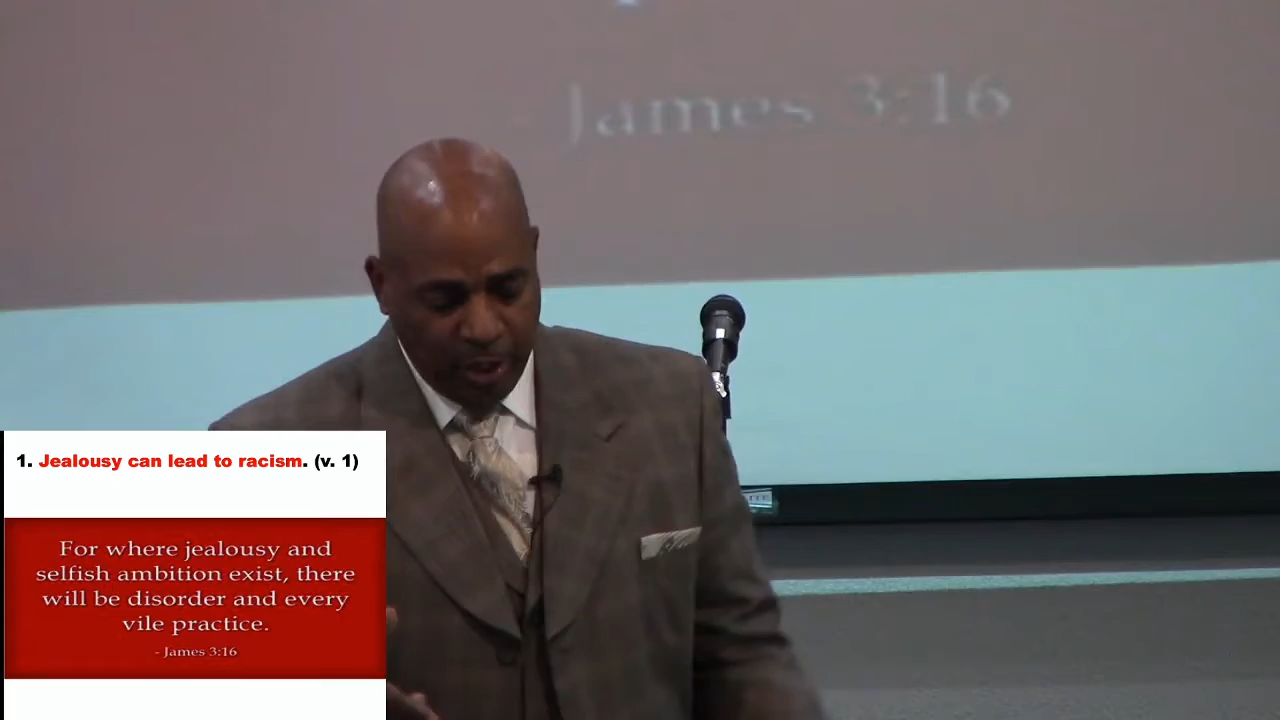 James 3:16
1. Jealousy can lead to racism. (v. 1)
For where jealousy and
selfish ambition exist, there
will be disorder and every
vile practice.
- James 3:16